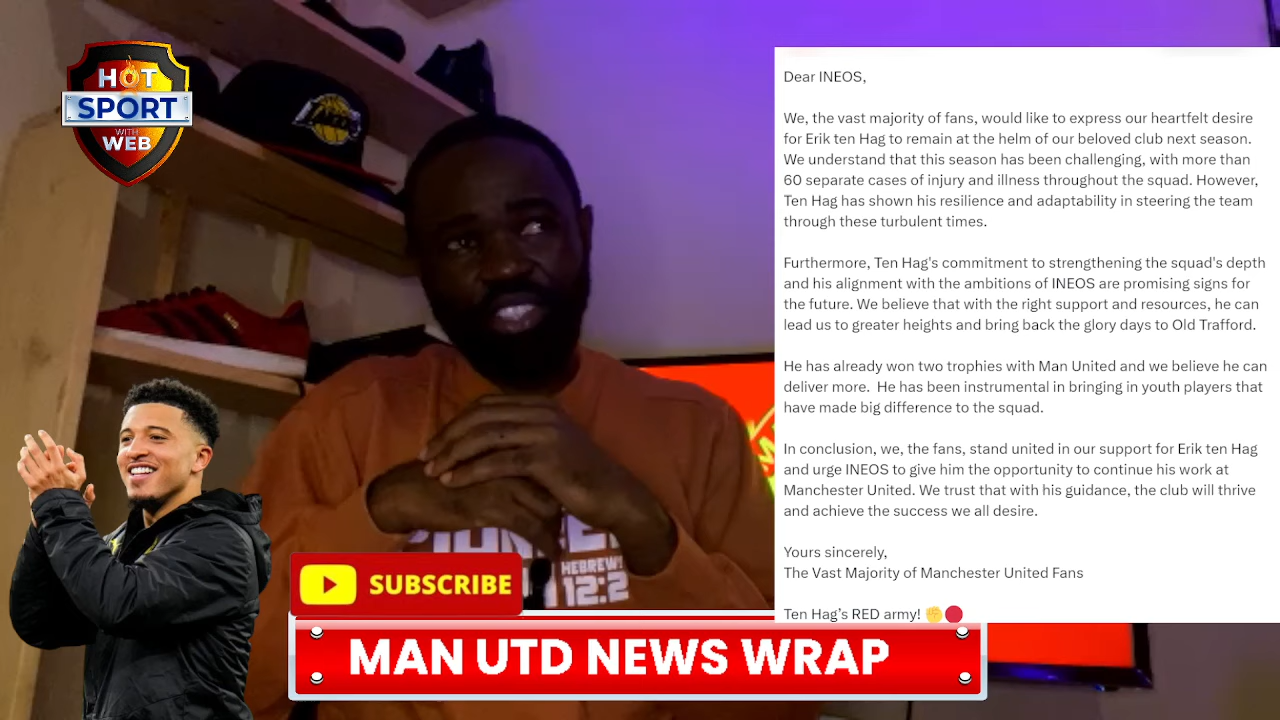 HOT
SPORT
WITH
WEB
Dear INEOS,
We, the vast majority of fans, would like to express our heartfelt desire
for Erik ten Hag to remain at the helm of our beloved club next season.
We understand that this season has been challenging, with more than
60 separate cases of injury and illness throughout the squad. However,
Ten Hag has shown his resilience and adaptability in steering the team
through these turbulent times.
Furthermore, Ten Hag's commitment to strengthening the squad's depth
and his alignment with the ambitions of INEOS are promising signs for
the future. We believe that with the right support and resources, he can
lead us to greater heights and bring back the glory days to Old Trafford.
He has already won two trophies with Man United and we believe he can
deliver more.  He has been instrumental in bringing in youth players that
have made big difference to the squad.
In conclusion, we, the fans, stand united in our support for Erik ten Hag
and urge INEOS to give him the opportunity to continue his work at
Manchester United. We trust that with his guidance, the club will thrive
and achieve the success we all desire.
Yours sincerely,
The Vast Majority of Manchester United Fans
Ten Hag's RED army! ✊🔴
HEBREWS
12:2
SUBSCRIBE
MAN UTD NEWS WRAP